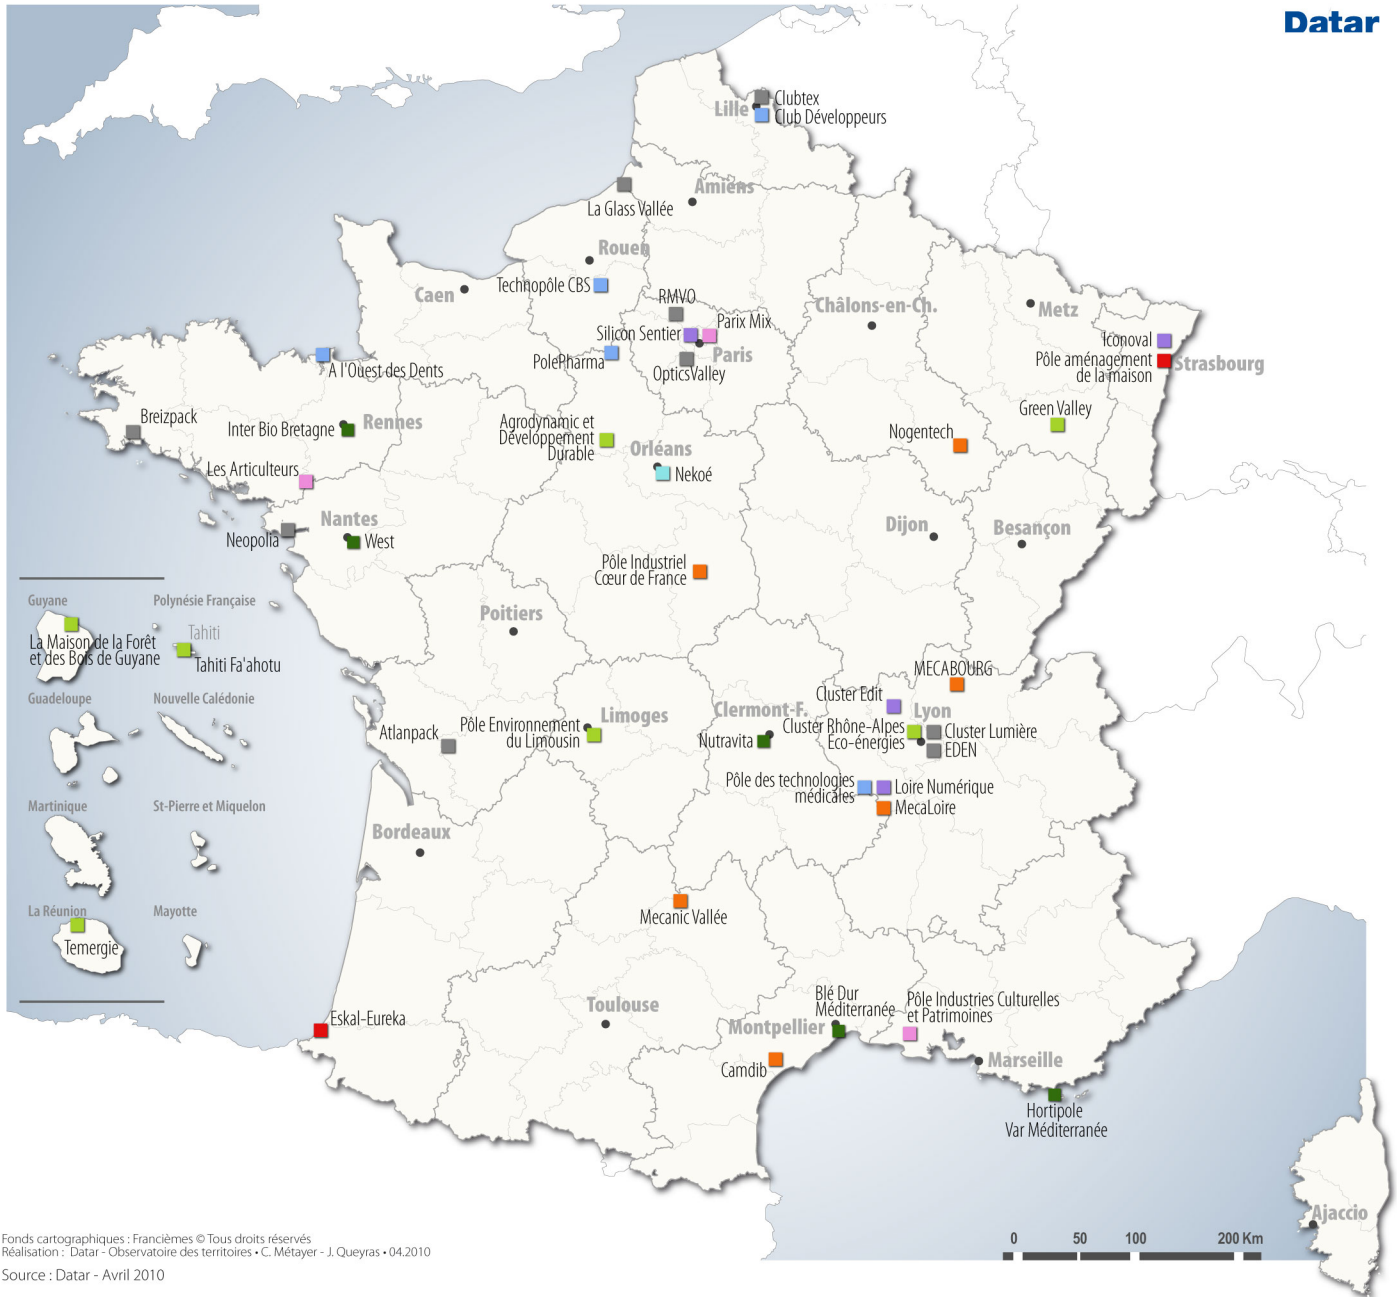 Datar
Clubtex
Lille
Club Développeurs
Amiens
La Glass Vallée
Rouen
Technopôle CBS
Caen
RMVO
Châlons-en-Ch.
Metz
Silicon Sentier
Parix Mix
Paris
Iconoval
Pôle aménagement
de la maison
Strasbourg
PolePharma
OpticsValley
A l'Ouest des Dents
Breizpack
Inter Bio Bretagne
Rennes
Agrodynamic et
Développement
Durable
Orléans
Nekoé
Green Valley
Nogentech
Les Articulteurs
Nantes
Neopolia
West
Dijon
Besançon
Pôle Industriel
Cœur de France
Guyane
Polynésie Française
Poitiers
La Maison de la Forêt
et des Bois de Guyane
Tahiti
Tahiti Fa'ahotu
MECABOURG
Guadeloupe
Nouvelle Calédonie
Cluster Edit
Atlanpack
Pôle Environnement
du Limousin
Limoges
Clermont-F.
Lyon
Nutravita
Cluster Rhône-Alpes
Éco-énergies
Cluster Lumière
EDEN
Pôle des technologies
médicales
Loire Numérique
MecaLoire
Martinique
St-Pierre et Miquelon
Bordeaux
La Réunion
Mayotte
Temergie
Mecanic Vallée
Eskal-Eureka
Toulouse
Blé Dur
Méditerranée
Montpellier
Pôle Industries Culturelles
et Patrimoines
Camdib
Marseille
Hortipole
Var Méditerranée
Ajaccio
0 50 100 200 Km
Fonds cartographiques : Francièmes © Tous droits réservés
Réalisation : Datar - Observatoire des territoires • C. Métayer - J. Queyras • 04.2010
Source : Datar - Avril 2010